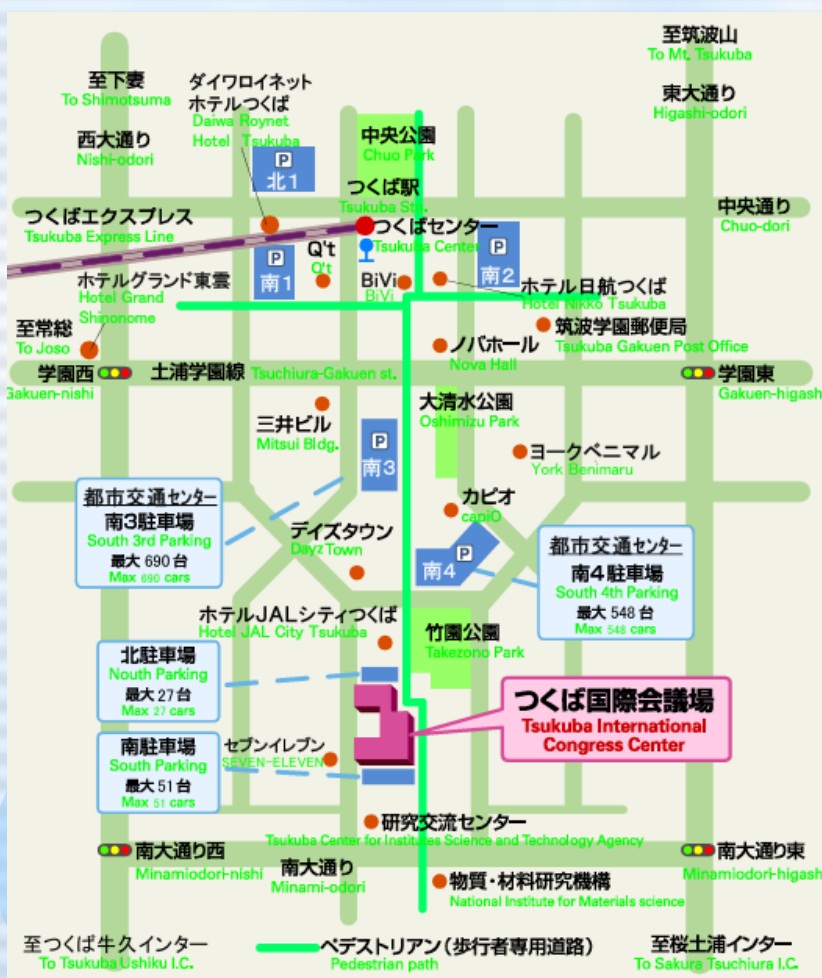 至筑波山
To Mt. Tsukuba
至下妻
To Shimotsuma
ダイワロイネット
ホテルつくば
Daiwa Roynet
Hotel Tsukuba
東大通り
Higashi-odori
西大通り
Nishi-odori
中央公園
Chuo Park
P
北1
つくば駅
Tsukuba Sta.
つくばエクスプレス
Tsukuba Express Line
つくばセンター
Tsukuba Center
中央通り
Chuo-dori
P
南1
Q't
Q't
BiVi
BiVi
P
南2
ホテルグランド東雲
Hotel Grand
Shinonome
ホテル日航つくば
Hotel Nikko Tsukuba
至常総
To Joso
ノバホール
Nova Hall
筑波学園郵便局
Tsukuba Gakuen Post Office
学園西
Gakuen-nishi
土浦学園線
Tsuchiura-Gakuen st.
学園東
Gakuen-higash
三井ビル
Mitsui Bldg.
P
南3
大清水公園
Oshimizu Park
ヨークベニマル
York Benimaru
都市交通センター
南3駐車場
South 3rd Parking
最大 690 台
Max 690 cars
カピオ
capiO
デイズタウン
Dayz Town
P
南4
都市交通センター
南4駐車場
South 4th Parking
最大 548 台
Max 548 cars
ホテルJALシティつくば
Hotel JAL City Tsukuba
竹園公園
Takezono Park
北駐車場
Nouth Parking
最大 27 台
Max 27 cars
つくば国際会議場
Tsukuba International
Congress Center
南駐車場
South Parking
最大 51 台
Max 51 cars
セブンイレブン
SEVEN-ELEVEN
研究交流センター
Tsukuba Center for Institutes Science and Technology Agency
南大通り西
Minamiodori-nishi
南大通り
Minami-odori
南大通り東
Minamiodori-higash
物質・材料研究機構
National Institute for Materials science
至つくば牛久インター
To Tsukuba Ushiku I.C.
ペデストリアン(歩行者専用道路)
Pedestrian path
至桜土浦インター
To Sakura Tsuchiura I.C.